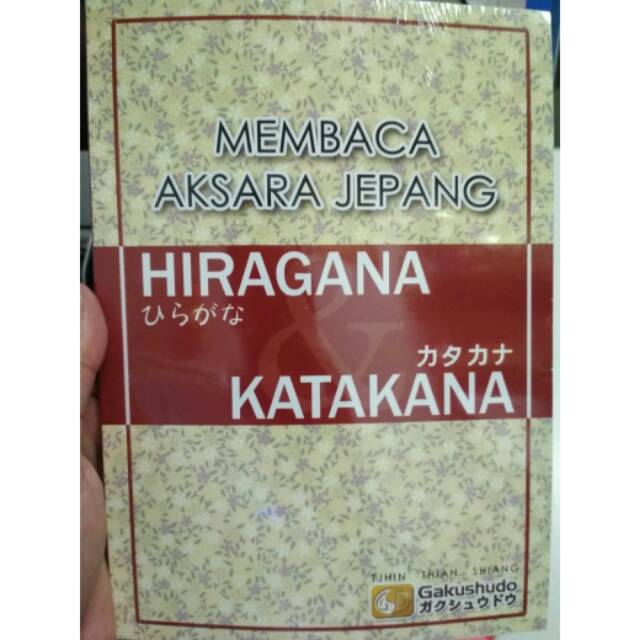 MEMBACA
AKSARA JEPANG
HIRAGANA
ひらがな
&
カタカナ
KATAKANA
TJHIN THIAN SHIANG
GD Gakushudo
ガクシュウドウ